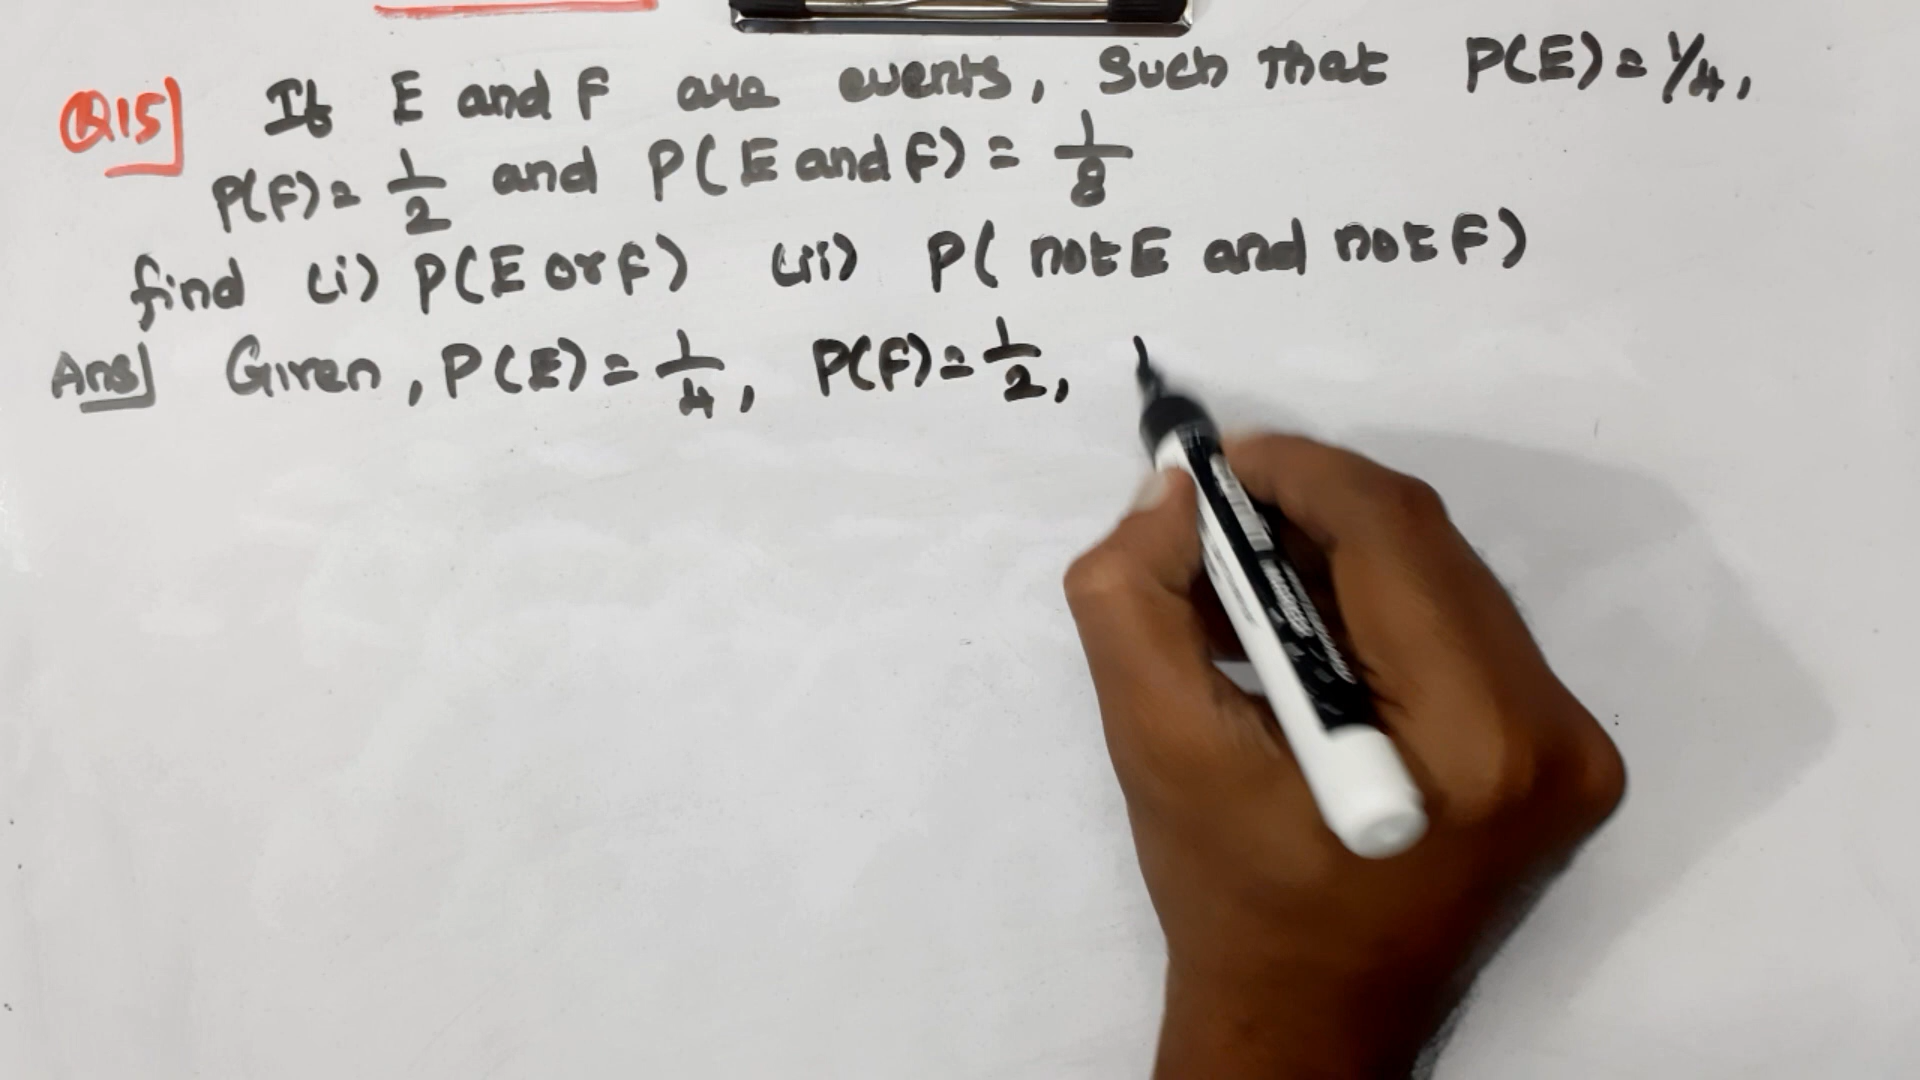 Q15] If E and F are events, such that P(E) = 1/4,
P(F) = 1/2 and P(E and F) = 1/8
find (i) P(E or F) (ii) P( not E and not F)
Ans] Given, P(E) = 1/4, P(F) = 1/2,